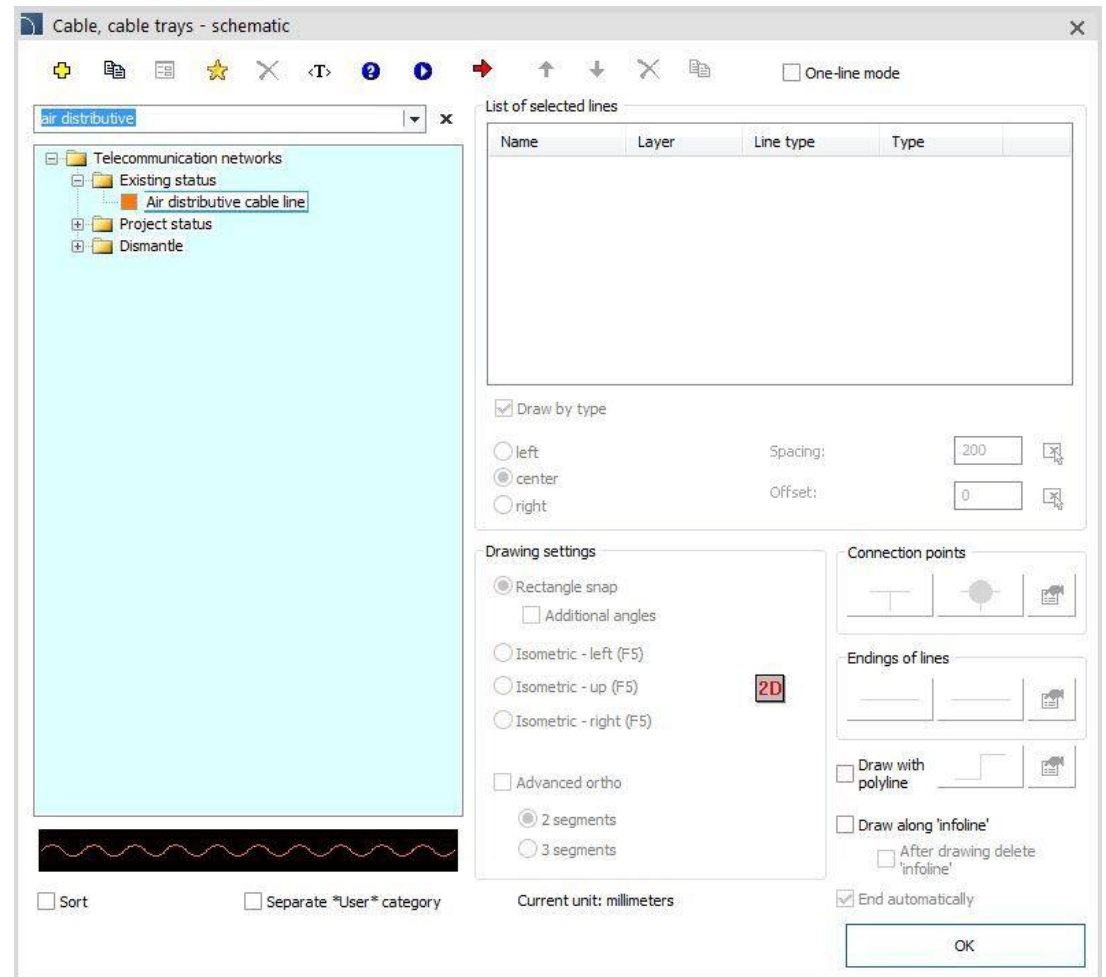 Cable, cable trays - schematic
<T>
One-line mode
air distributive
Telecommunication networks
Existing status
Air distributive cable line
Project status
Dismantle
List of selected lines
Name Layer Line type Type
Draw by type
left
center
right
Spacing: 200
Offset: 0
Drawing settings
Rectangle snap
Additional angles
Isometric - left (F5)
Isometric - up (F5)
Isometric - right (F5)
2D
Advanced ortho
2 segments
3 segments
Connection points
Endings of lines
Draw with
polyline
Draw along 'infoline'
After drawing delete
'infoline'
End automatically
Sort
Separate *User* category
Current unit: millimeters
OK